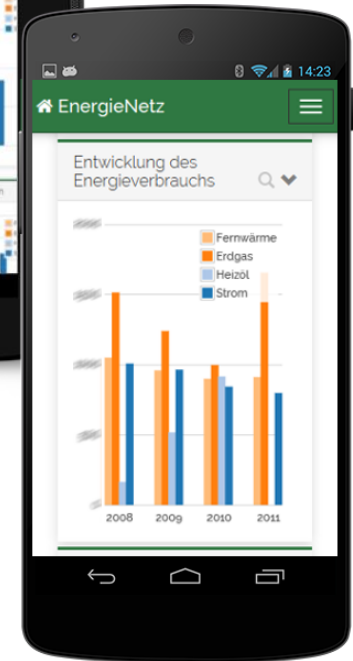 14:23
EnergieNetz
Entwicklung des
Energieverbrauchs
Fernwärme
Erdgas
Heizöl
Strom
2008 2009 2010 2011